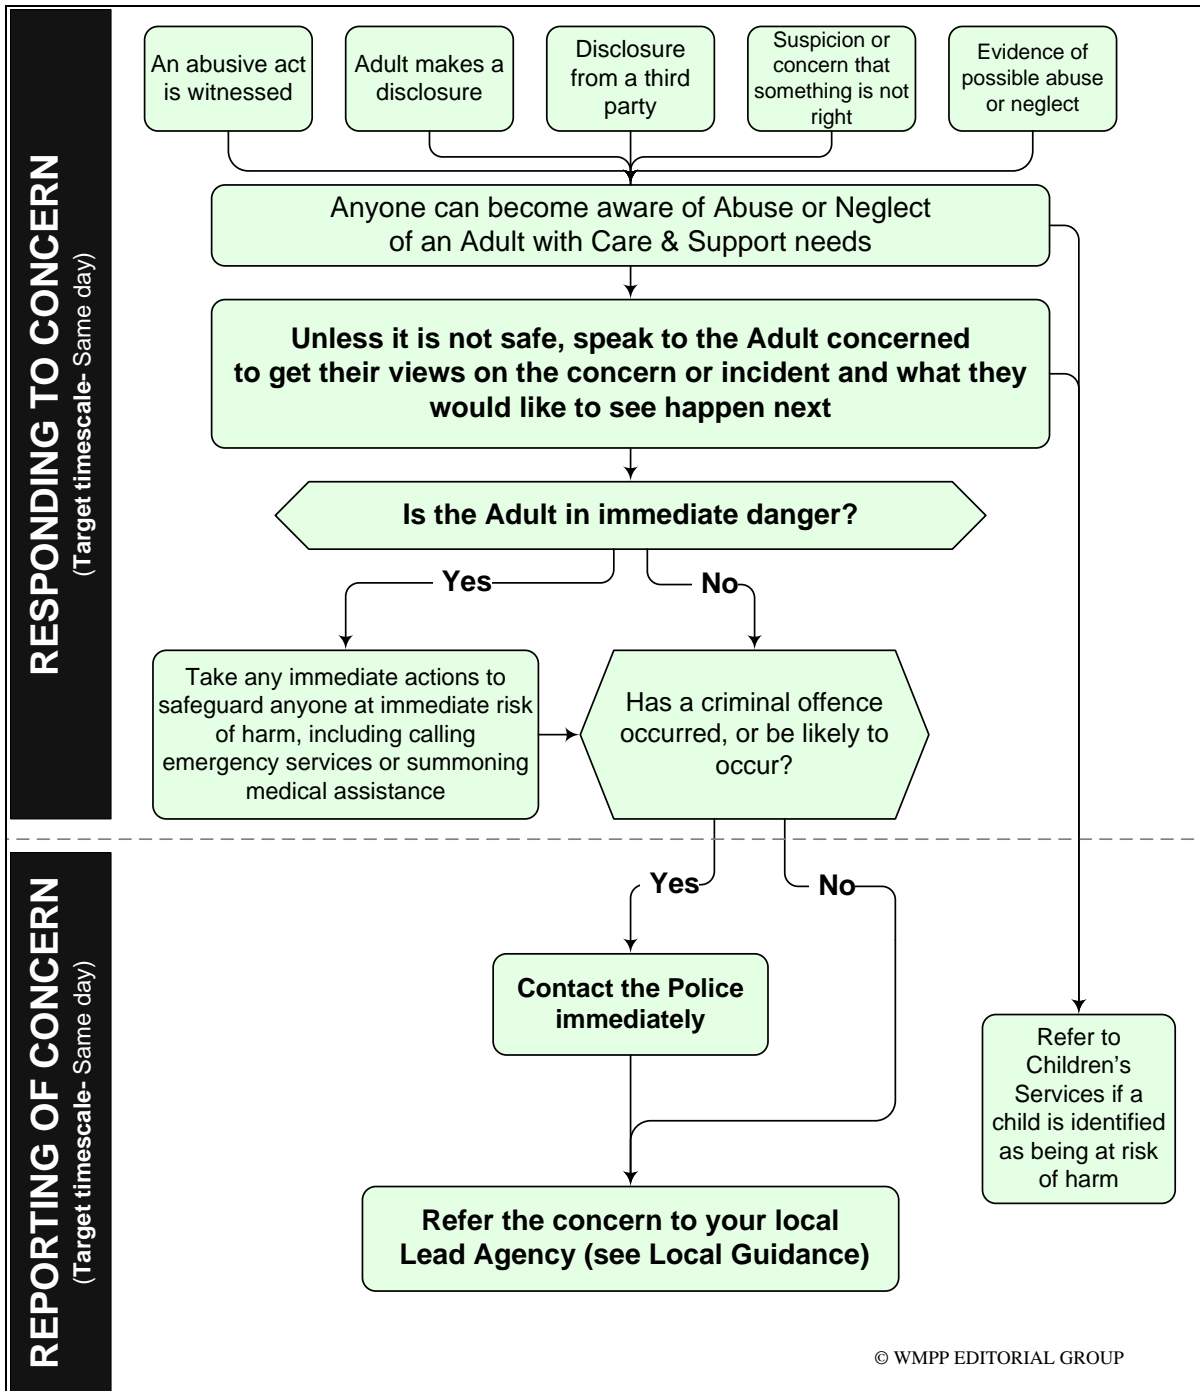 RESPONDING TO CONCERN
(Target timescale- Same day)
An abusive act
is witnessed
Adult makes a
disclosure
Disclosure
from a third
party
Suspicion or
concern that
something is not
right
Evidence of
possible abuse
or neglect
Anyone can become aware of Abuse or Neglect
of an Adult with Care & Support needs
Unless it is not safe, speak to the Adult concerned
to get their views on the concern or incident and what they
would like to see happen next
Is the Adult in immediate danger?
Yes
No
Take any immediate actions to
safeguard anyone at immediate risk
of harm, including calling
emergency services or summoning
medical assistance
Has a criminal offence
occurred, or be likely to
occur?
REPORTING OF CONCERN
(Target timescale- Same day)
Yes
No
Contact the Police
immediately
Refer to
Children's
Services if a
child is identified
as being at risk
of harm
Refer the concern to your local
Lead Agency (see Local Guidance)
© WMPP EDITORIAL GROUP